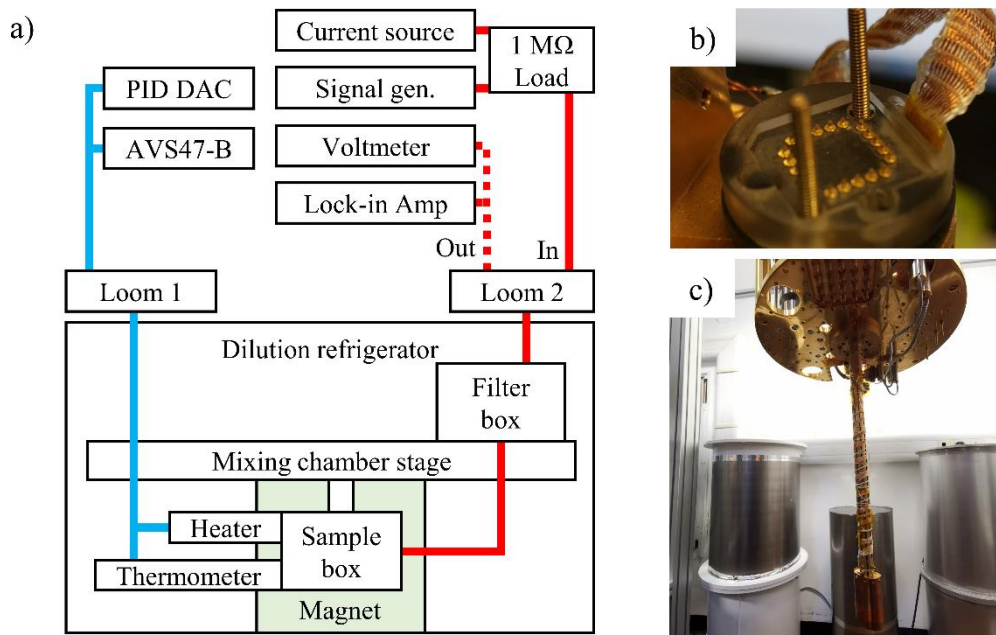 a)
Current source
1 MΩ
Load
PID DAC
Signal gen.
AVS47-B
Voltmeter
Lock-in Amp
Out
In
Loom 1
Loom 2
Dilution refrigerator
Filter
box
Mixing chamber stage
Heater
Sample
box
Thermometer
Magnet
b)
c)